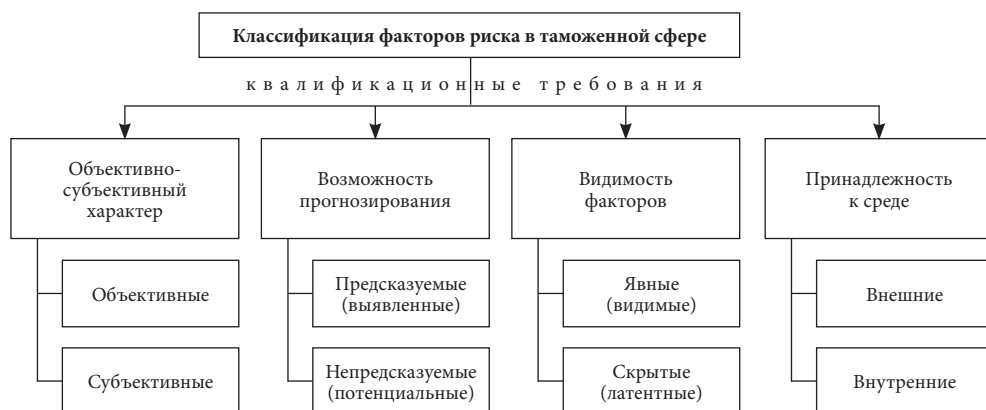 Классификация факторов риска в таможенной сфере
квалификационные требования
Объективно-
субъективный
характер
Возможность
прогнозирования
Видимость
факторов
Принадлежность
к среде
Объективные
Предсказуемые
(выявленные)
Явные
(видимые)
Внешние
Субъективные
Непредсказуемые
(потенциальные)
Скрытые
(латентные)
Внутренние